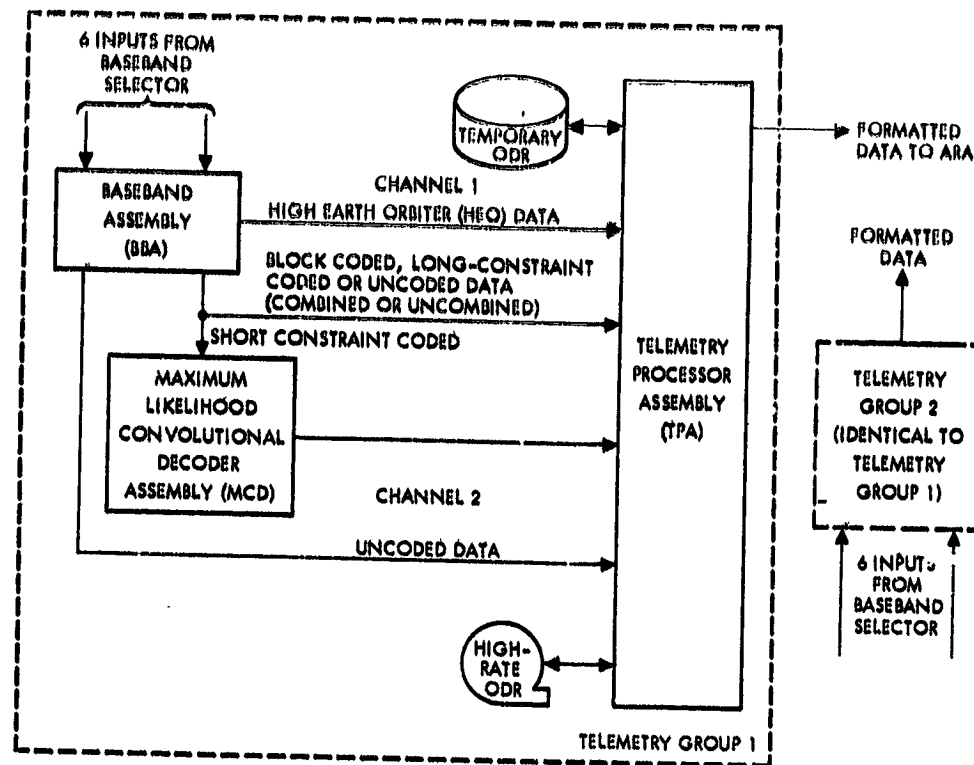 6 INPUTS FROM
BASEBAND
SELECTOR
BASEBAND
ASSEMBLY
(BBA)
TEMPORARY
ODR
CHANNEL 1
HIGH EARTH ORBITER (HEO) DATA
BLOCK CODED, LONG-CONSTRAINT
CODED OR UNCODED DATA
(COMBINED OR UNCOMBINED)
SHORT CONSTRAINT CODED
MAXIMUM
LIKELIHOOD
CONVOLUTIONAL
DECODER
ASSEMBLY (MCD)
CHANNEL 2
UNCODED DATA
HIGH-
RATE
ODR
TELEMETRY
PROCESSOR
ASSEMBLY
(TPA)
TELEMETRY GROUP 1
FORMATTED
DATA TO ARA
FORMATTED
DATA
TELEMETRY
GROUP 2
(IDENTICAL TO
TELEMETRY
GROUP 1)
6 INPUTS
FROM
BASEBAND
SELECTOR